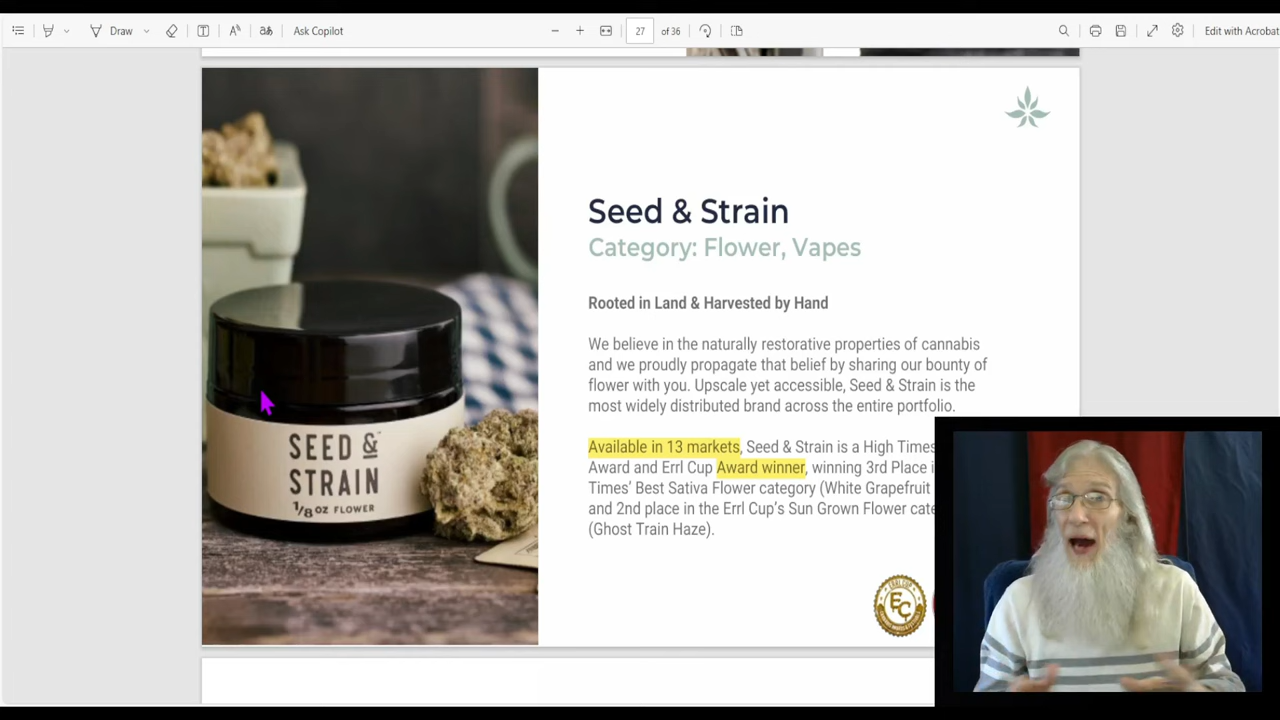 Draw
Ask Copilot
27 of 36
Edit with Acrobat
Seed & Strain
Category: Flower, Vapes
Rooted in Land & Harvested by Hand
We believe in the naturally restorative properties of cannabis
and we proudly propagate that belief by sharing our bounty of
flower with you. Upscale yet accessible, Seed & Strain is the
most widely distributed brand across the entire portfolio.
Available in 13 markets, Seed & Strain is a High Times
Award and Errl Cup Award winner, winning 3rd Place
Times' Best Sativa Flower category (White Grapefruit
and 2nd place in the Errl Cup's Sun Grown Flower cate
(Ghost Train Haze).
SEED &
STRAIN
1/8 OZ FLOWER
EC